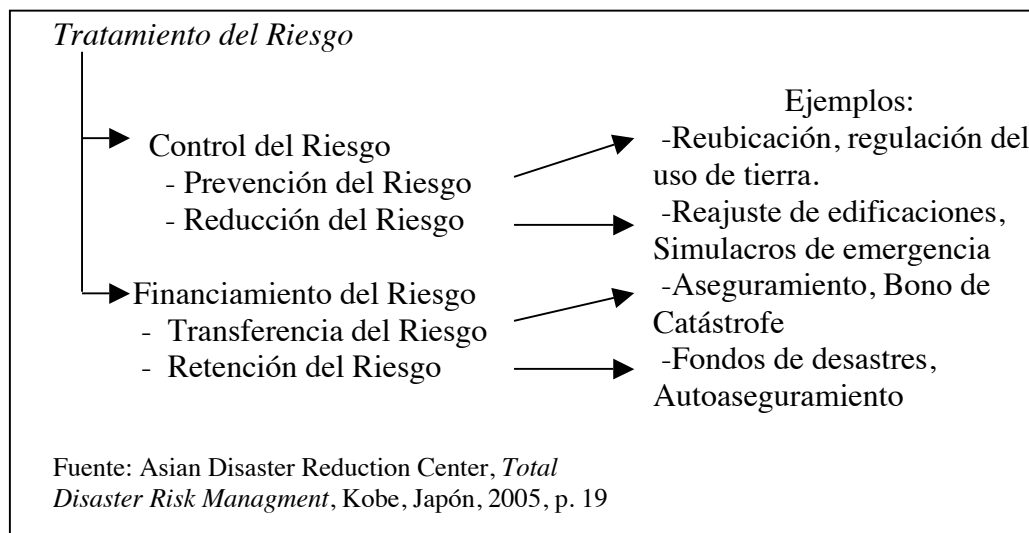 Tratamiento del Riesgo
Control del Riesgo
- Prevención del Riesgo
- Reducción del Riesgo
Financiamiento del Riesgo
- Transferencia del Riesgo
- Retención del Riesgo
Ejemplos:
-Reubicación, regulación del
uso de tierra.
-Reajuste de edificaciones,
Simulacros de emergencia
-Aseguramiento, Bono de
Catástrofe
-Fondos de desastres,
Autoaseguramiento
Fuente: Asian Disaster Reduction Center, Total
Disaster Risk Managment, Kobe, Japón, 2005, p. 19